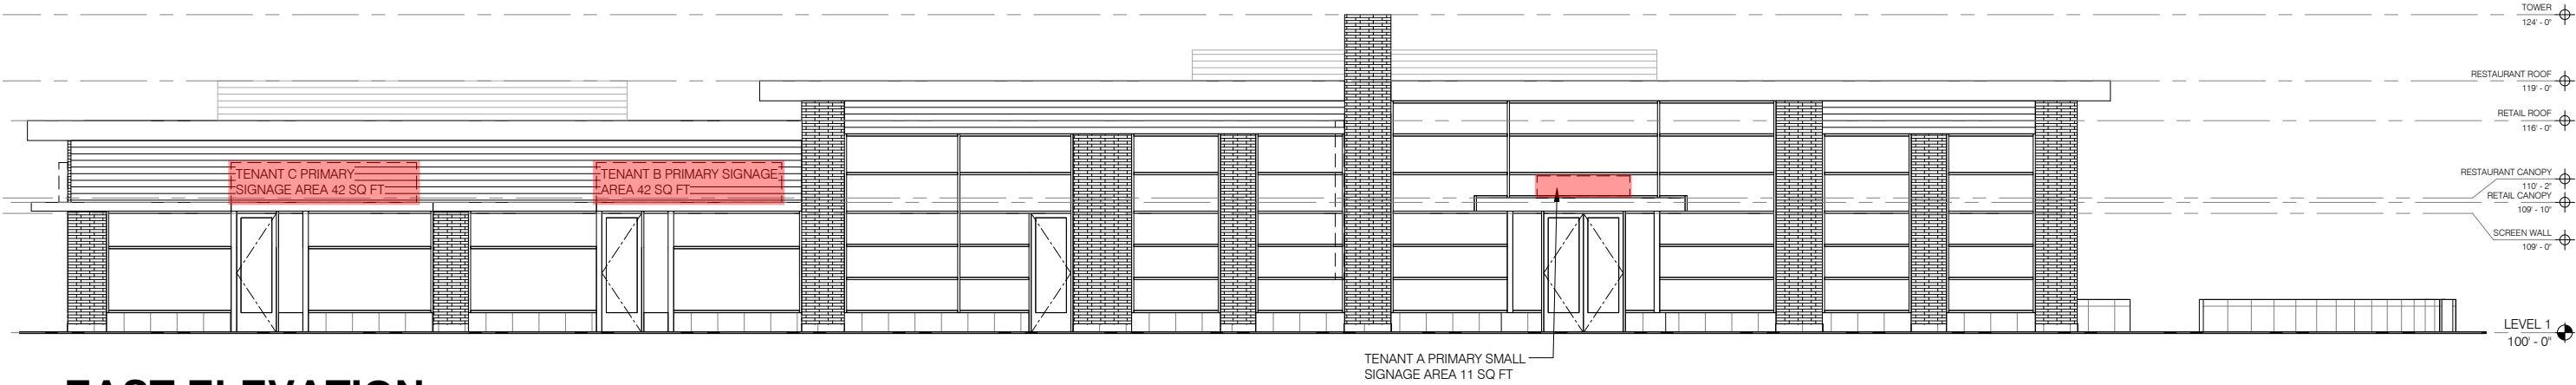 TOWER
124' - 0"
RESTAURANT ROOF
119' - 0"
RETAIL ROOF
116' - 0"
TENANT C PRIMARY
SIGNAGE AREA 42 SQ FT
TENANT B PRIMARY SIGNAGE
AREA 42 SQ FT
RESTAURANT CANOPY
110' - 2"
RETAIL CANOPY
109' - 10"
SCREEN WALL
109' - 0"
LEVEL 1
100' - 0"
TENANT A PRIMARY SMALL
SIGNAGE AREA 11 SQ FT
EAST ELEVATION